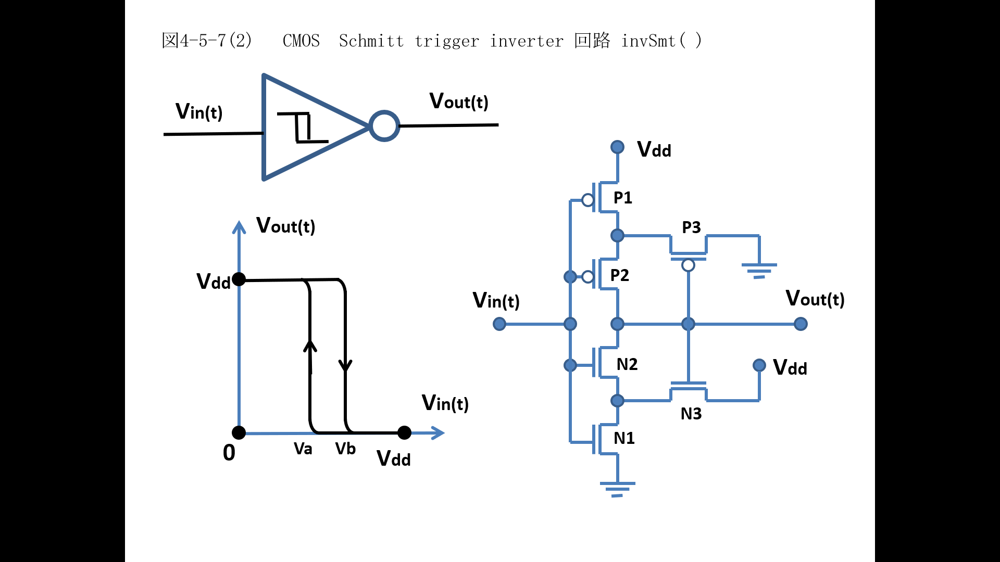 図4-5-7(2) CMOS Schmitt trigger inverter 回路 invSmt( )
Vin(t)
Vout(t)
Vdd
P1
P3
P2
Vin(t)
Vout(t)
N2
Vdd
N3
N1
Vout(t)
Vdd
Vin(t)
0
Va
Vb
Vdd